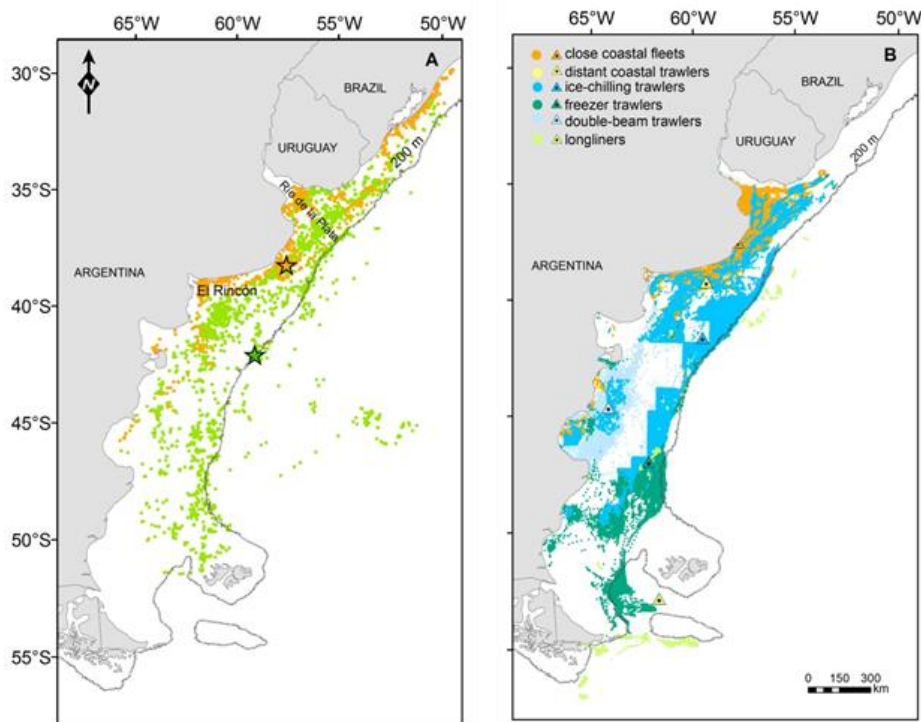 65°W 60°W 55°W 50°W
A
30°S
35°S
40°S
45°S
50°S
55°S
N
BRAZIL
URUGUAY
200 m
Río de la Plata
ARGENTINA
El Rincón
65°W 60°W 55°W 50°W
B
close coastal fleets
distant coastal trawlers
ice-chilling trawlers
freezer trawlers
double-beam trawlers
longliners
BRAZIL
URUGUAY
200 m
ARGENTINA
0 150 300
km